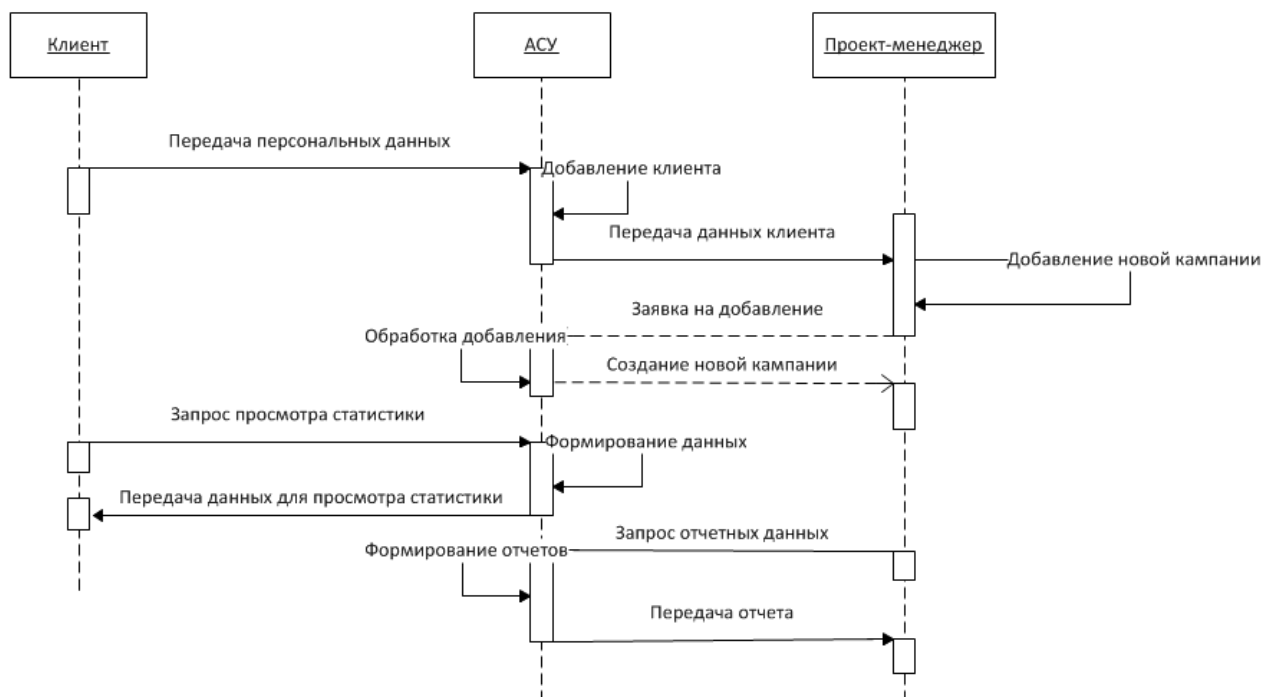 Клиент
АСУ
Проект-менеджер
Передача персональных данных
Добавление клиента
Передача данных клиента
Добавление новой кампании
Заявка на добавление
Обработка добавления
Создание новой кампании
Запрос просмотра статистики
Формирование данных
Передача данных для просмотра статистики
Запрос отчетных данных
Формирование отчетов
Передача отчета